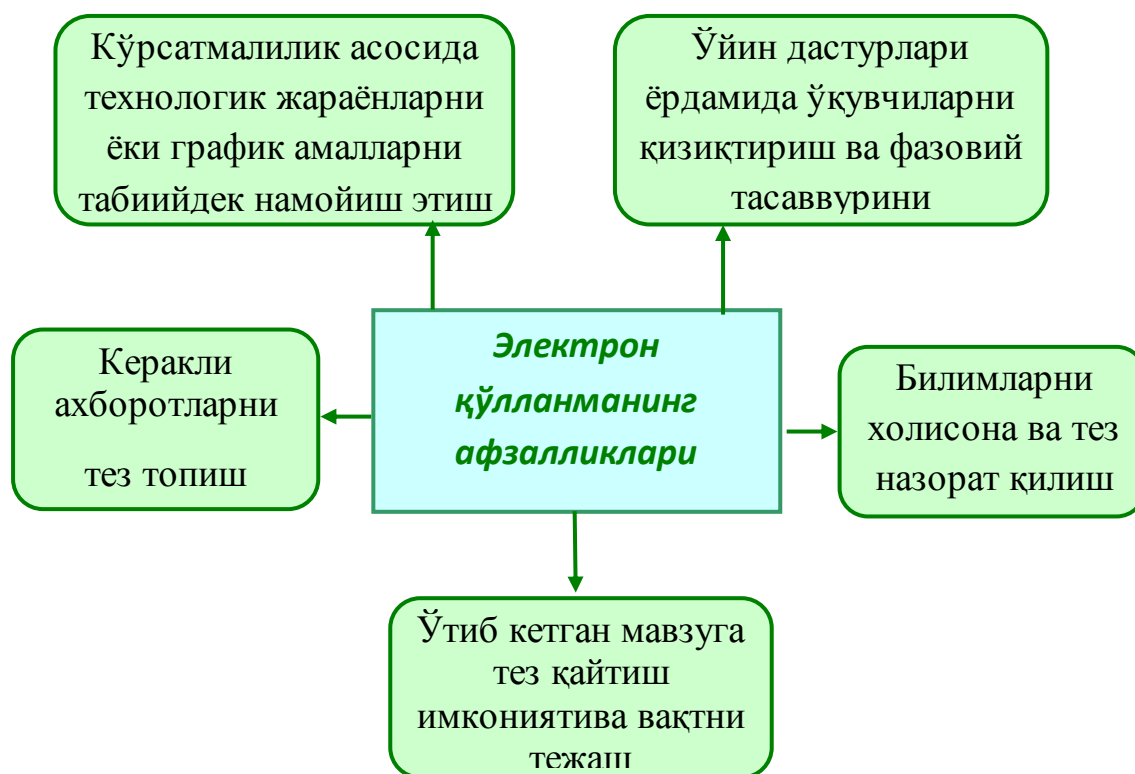 Кўрсатмалилик асосида
технологик жараёнларни
ёки график амалларни
табиийдек намойиш этиш
Ўйин дастурлари
ёрдамида ўқувчиларни
қизиқтириш ва фазовий
тасаввурини
Керакли
ахборотларни
тез топиш
Электрон
қўлланманинг
афзалликлари
Билимларни
холисона ва тез
назорат қилиш
Ўтиб кетган мавзуга
тез қайтиш
имкониятива вақтни
тежаш